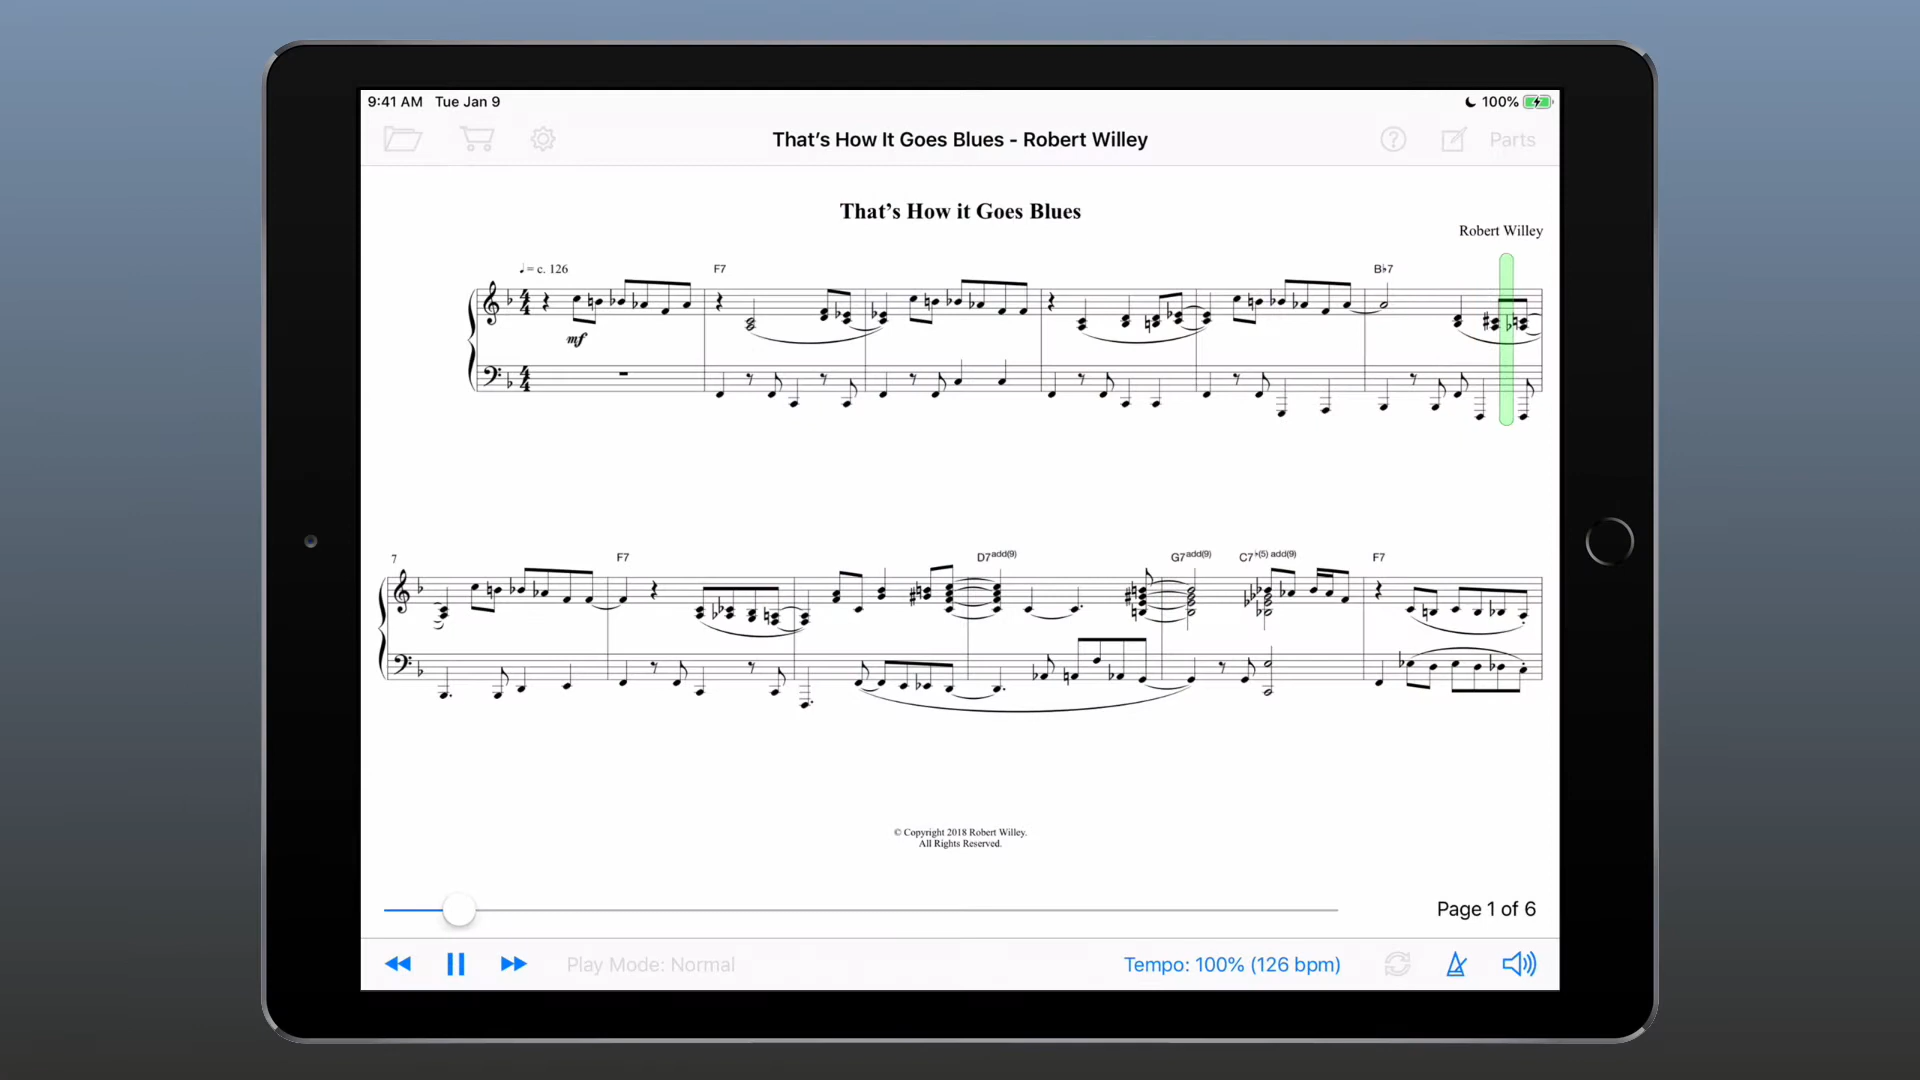 9:41 AM Tue Jan 9
100%
That’s How It Goes Blues - Robert Willey
Parts
That’s How it Goes Blues
Robert Willey
♩ = c. 126
F7
B♭7
mf
7
F7
D7add(9)
G7add(9)
C7♭(5) add(9)
F7
© Copyright 2018 Robert Willey.
All Rights Reserved.
Page 1 of 6
Play Mode: Normal
Tempo: 100% (126 bpm)